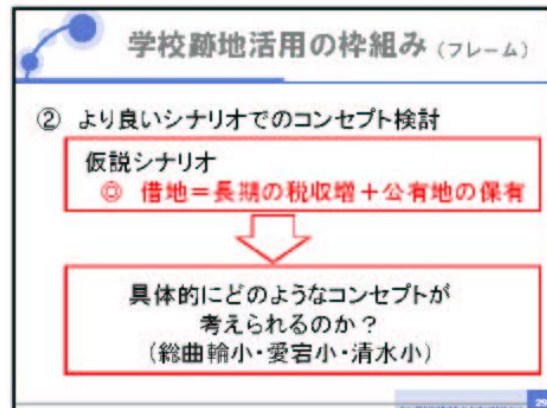 学校跡地活用の枠組み（フレーム）
② より良いシナリオでのコンセプト検討
仮説シナリオ
◎ 借地＝長期の税収増＋公有地の保有
具体的にどのようなコンセプトが
考えられるのか？
（総曲輪小・愛宕小・清水小）
29